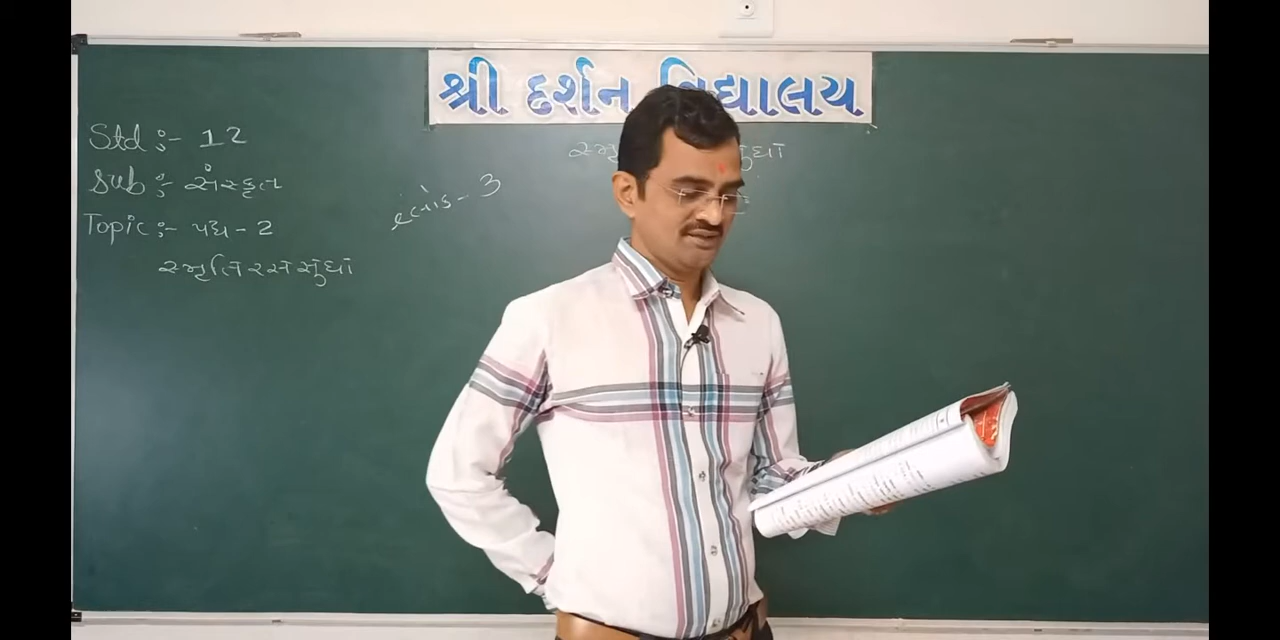 શ્રી દર્શન વિદ્યાલય
Std :- 12
Sub :- સંસ્કૃત
Topic :- પદ્ય - 2
સ્મૃતિરસસુધા
શ્લોક - 3